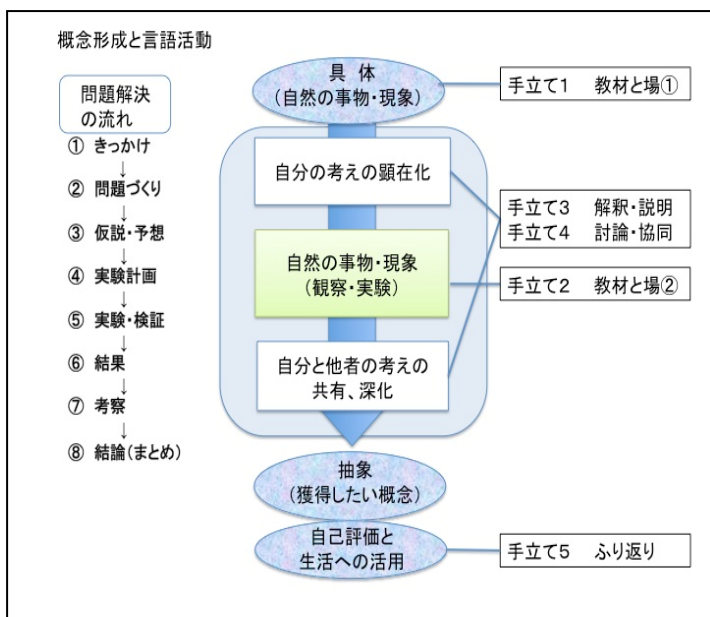 概念形成と言語活動
問題解決
の流れ
① きっかけ
↓
② 問題づくり
↓
③ 仮説・予想
↓
④ 実験計画
↓
⑤ 実験・検証
↓
⑥ 結果
↓
⑦ 考察
↓
⑧ 結論(まとめ)
具 体
(自然の事物・現象)
自分の考えの顕在化
自然の事物・現象
(観察・実験)
自分と他者の考えの
共有、深化
抽象
(獲得したい概念)
自己評価と
生活への活用
手立て1 教材と場①
手立て3 解釈・説明
手立て4 討論・協同
手立て2 教材と場②
手立て5 ふり返り